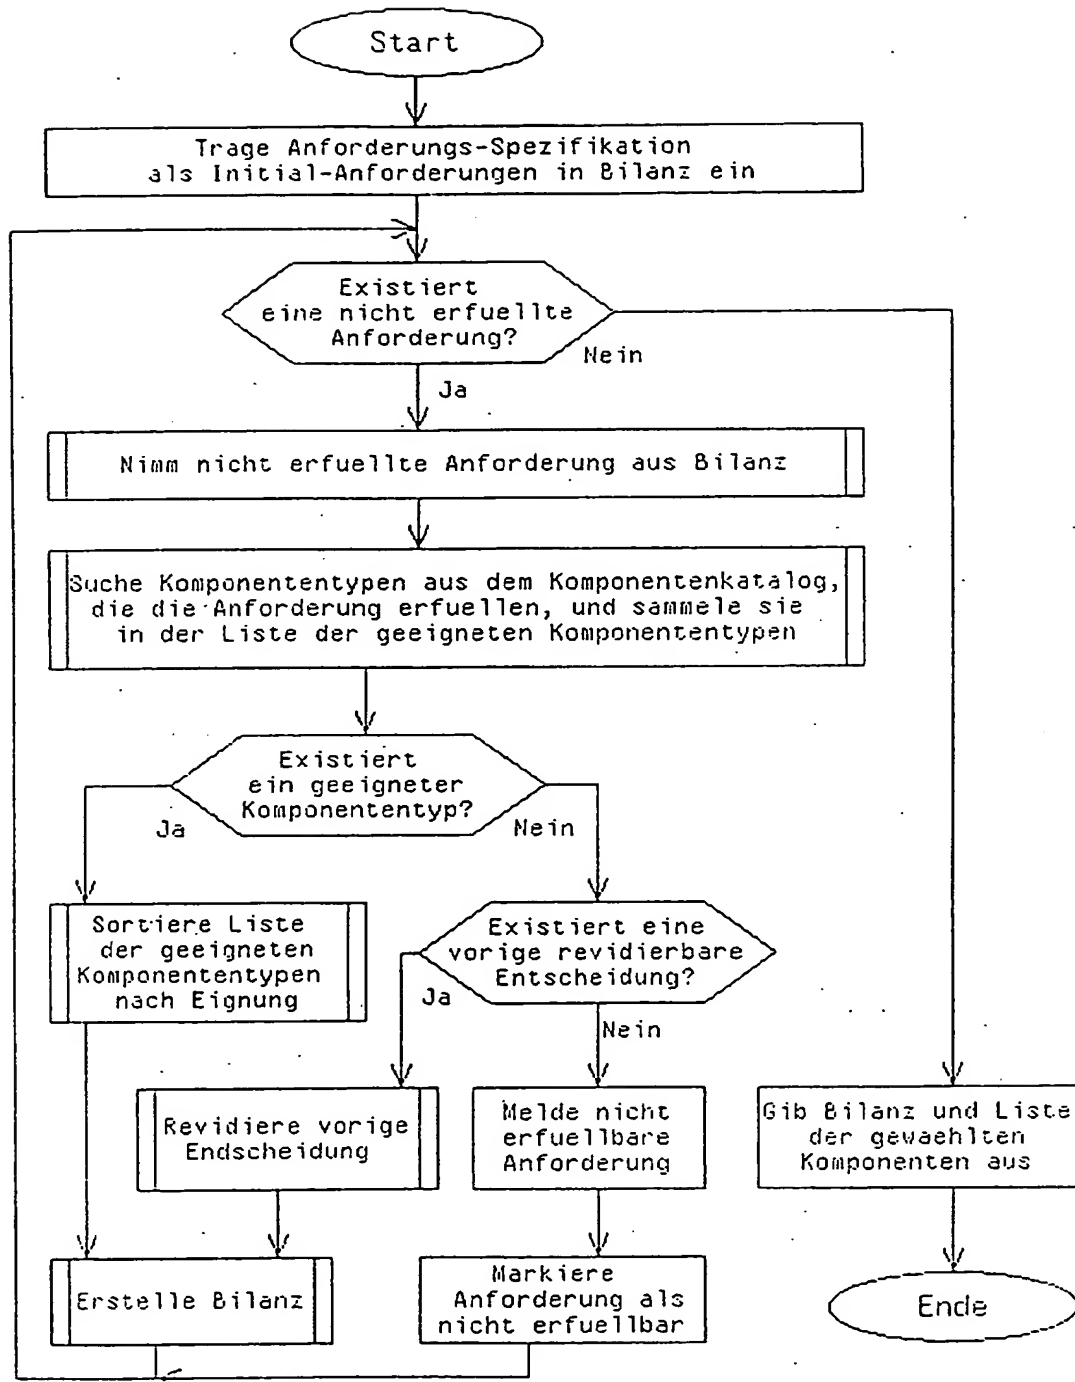 Start
Trage Anforderungs-Spezifikation
als Initial-Anforderungen in Bilanz ein
Existiert
eine nicht erfuellte
Anforderung?
Nein
Ja
Nimm nicht erfuellte Anforderung aus Bilanz
Suche Komponententypen aus dem Komponentenkatalog,
die die Anforderung erfuellen, und sammele sie
in der Liste der geeigneten Komponententypen
Existiert
ein geeigneter
Komponententyp?
Ja
Nein
Sortiere Liste
der geeigneten
Komponententypen
nach Eignung
Existiert eine
vorige revidierbare
Entscheidung?
Ja
Nein
Revidiere vorige
Endscheidung
Melde nicht
erfuellbare
Anforderung
Gib Bilanz und Liste
der gewaehlten
Komponenten aus
Erstelle Bilanz
Markiere
Anforderung als
nicht erfuellbar
Ende